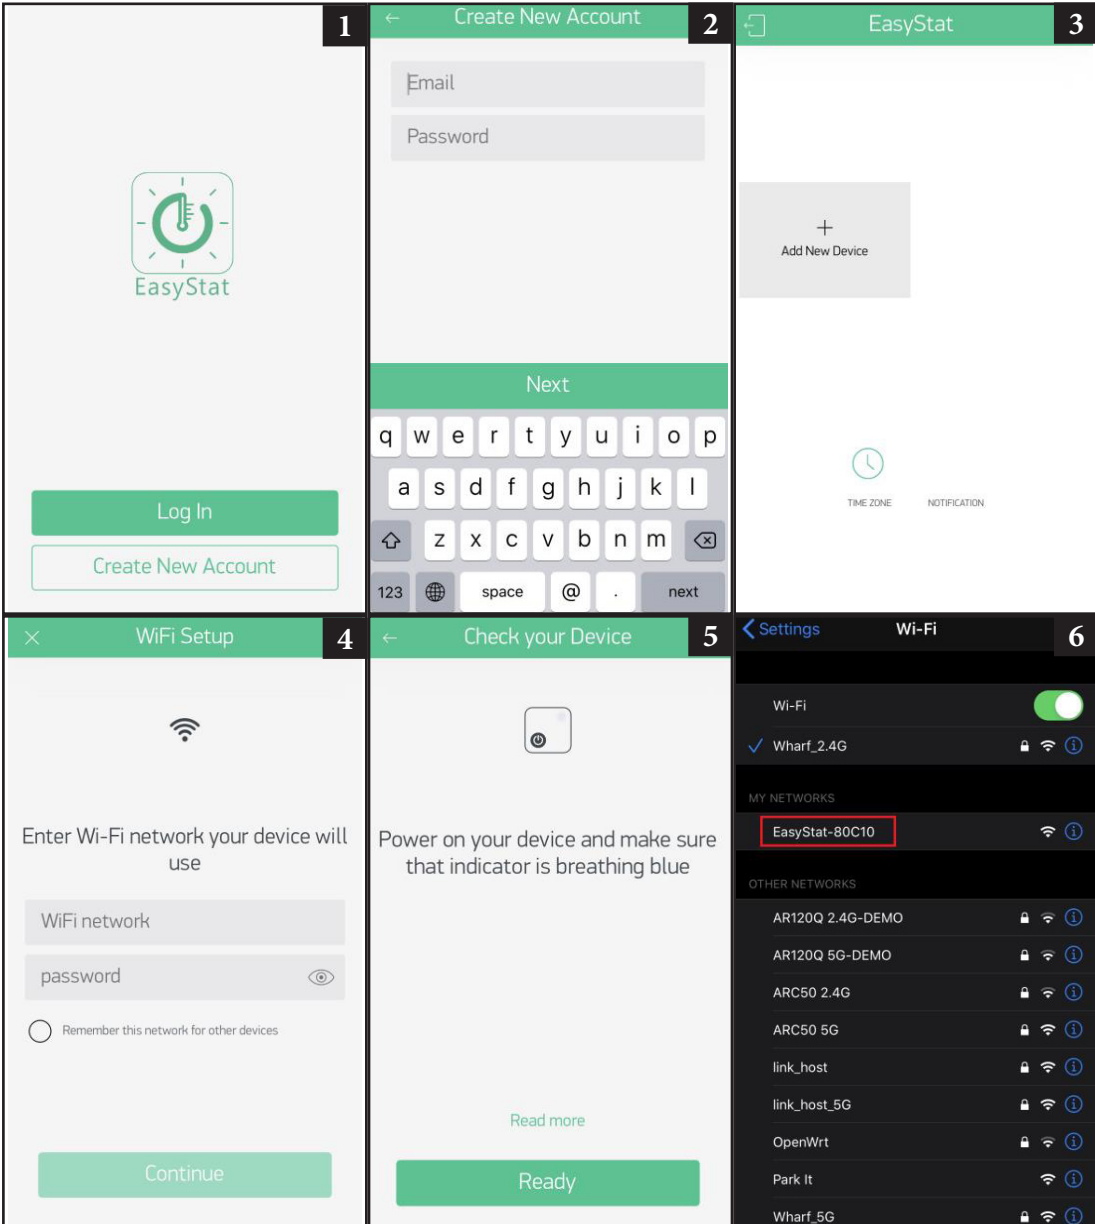 1
EasyStat
Log In
Create New Account
2
Create New Account
Email
Password
Next
q w e r t y u i o p
a s d f g h j k l
z x c v b n m
123 space @ . next
3
EasyStat
+
Add New Device
TIME ZONE NOTIFICATION
4
WiFi Setup
Enter Wi-Fi network your device will
use
WiFi network
password
Remember this network for other devices
Continue
5
Check your Device
Power on your device and make sure
that indicator is breathing blue
Read more
Ready
6
Settings Wi-Fi
Wi-Fi
Wharf_2.4G
MY NETWORKS
EasyStat-80C10
OTHER NETWORKS
AR120Q 2.4G-DEMO
AR120Q 5G-DEMO
ARC50 2.4G
ARC50 5G
link_host
link_host_5G
OpenWrt
Park It
Wharf_5G